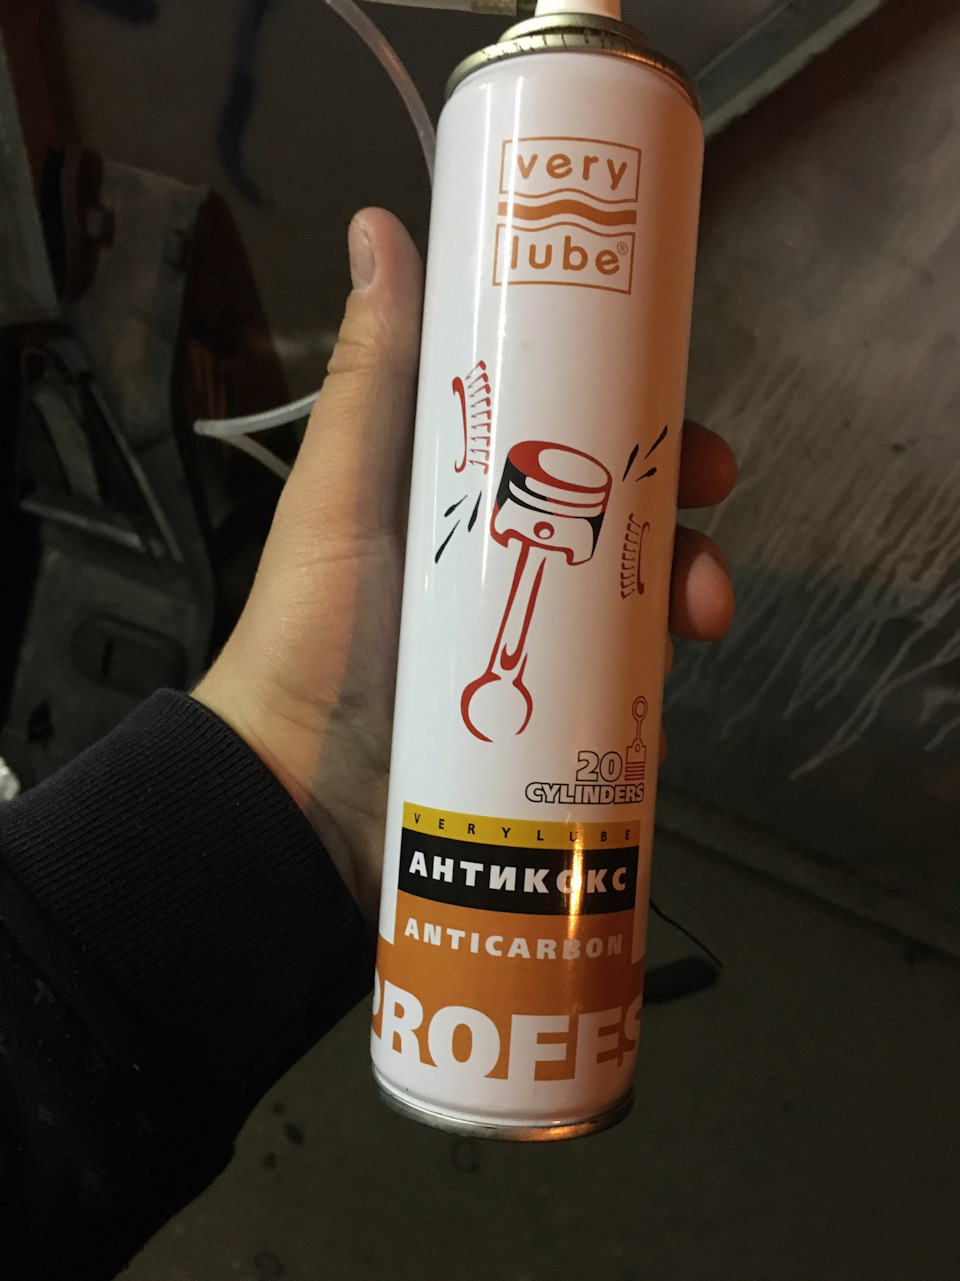 very
lube®
20
CYLINDERS
VERYLUBE
АНТИКОКС
ANTICARBON
PROFES